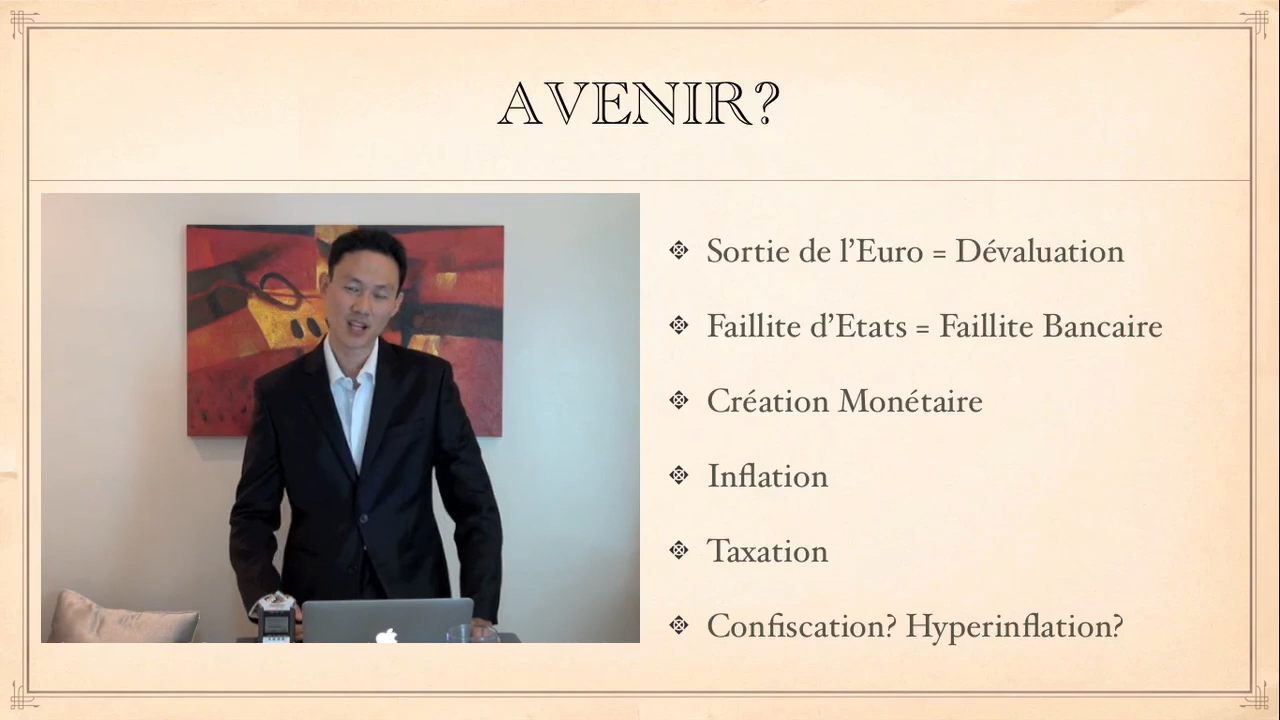 AVENIR?
Sortie de l’Euro = Dévaluation
Faillite d’Etats = Faillite Bancaire
Création Monétaire
Inflation
Taxation
Confiscation? Hyperinflation?